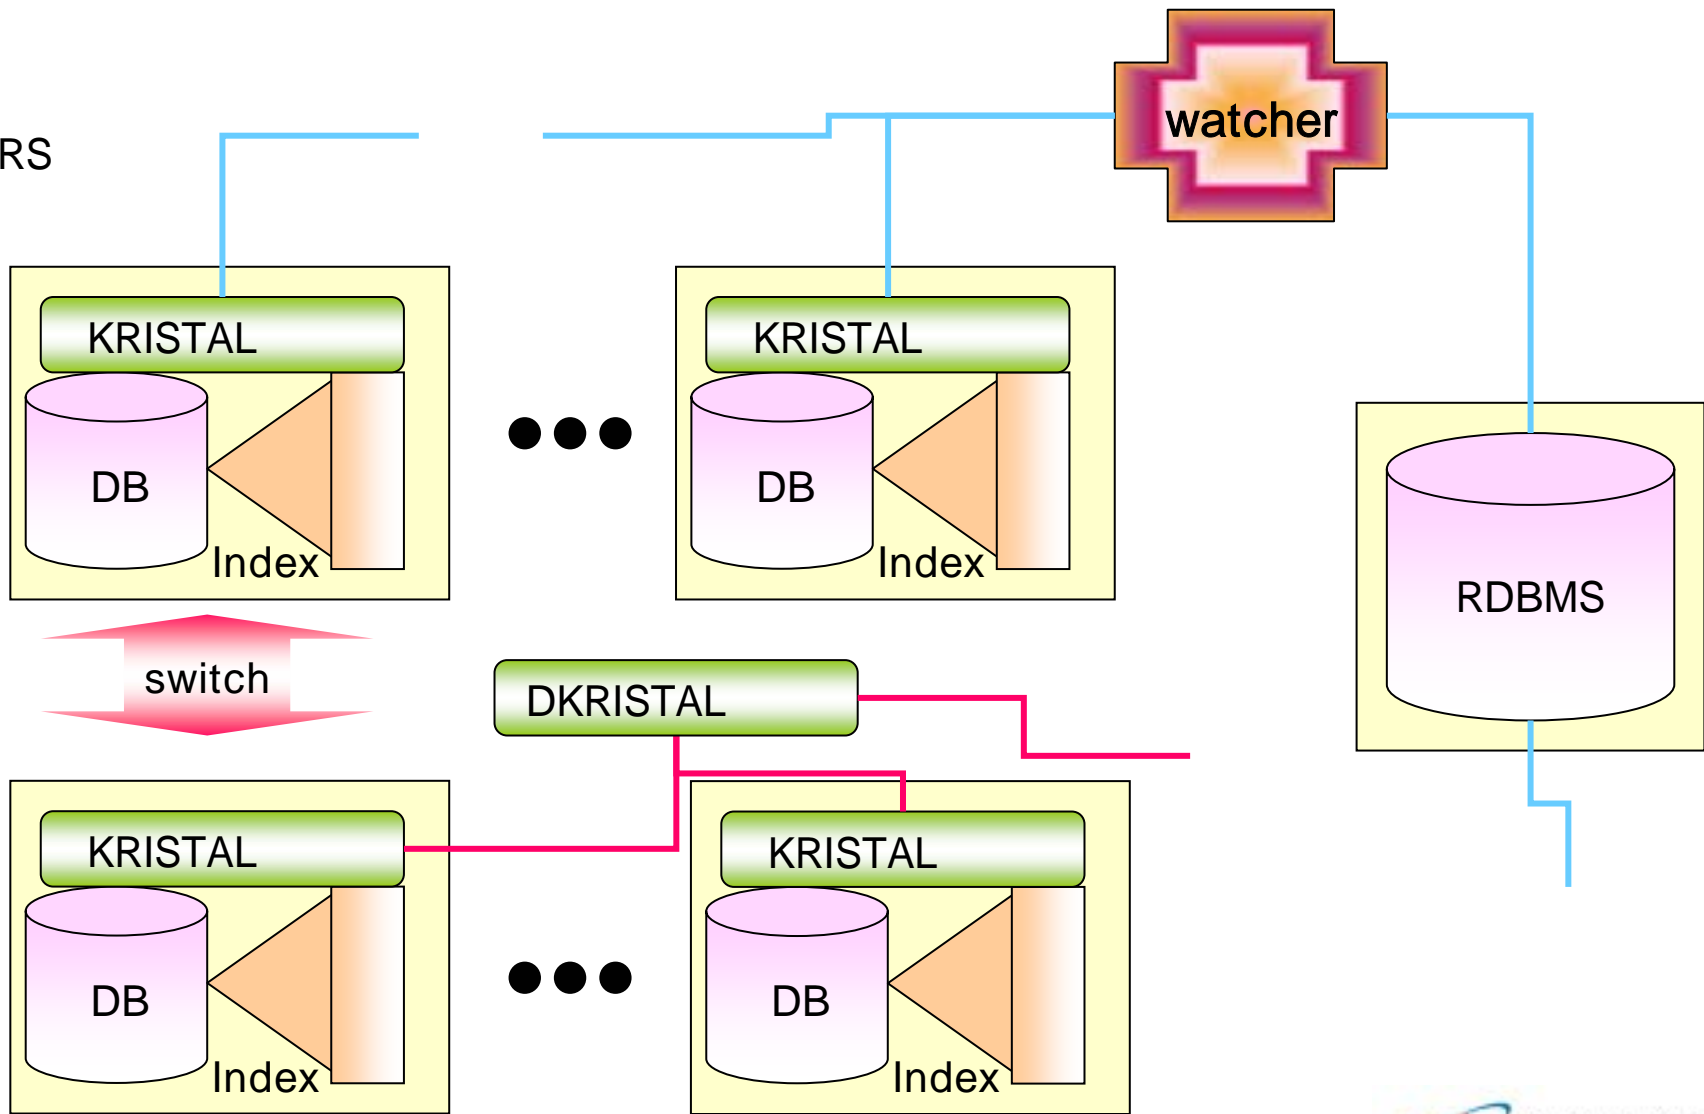 watcher
RS
KRISTAL
KRISTAL
DB
Index
DB
Index
RDBMS
switch
DKRISTAL
KRISTAL
KRISTAL
DB
Index
DB
Index